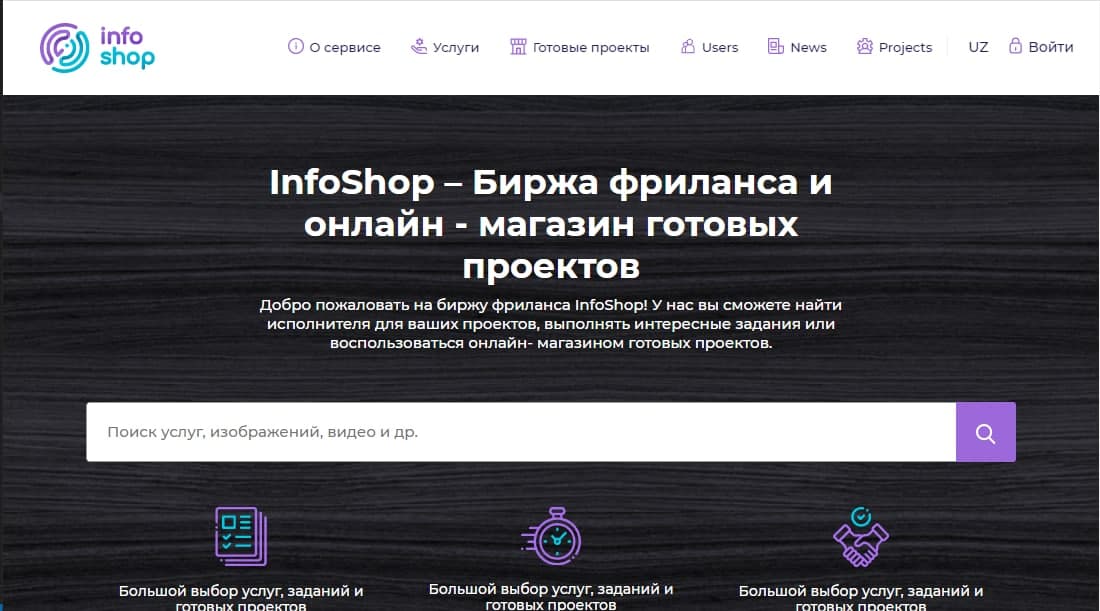 info
shop
О сервисе
Услуги
Готовые проекты
Users
News
Projects
UZ
Войти
InfoShop – Биржа фриланса и
онлайн - магазин готовых
проектов
Добро пожаловать на биржу фриланса InfoShop! У нас вы сможете найти
исполнителя для ваших проектов, выполнять интересные задания или
воспользоваться онлайн- магазином готовых проектов.
Поиск услуг, изображений, видео и др.
Большой выбор услуг, заданий и
готовых проектов
Большой выбор услуг, заданий и
готовых проектов
Большой выбор услуг, заданий и
готовых проектов